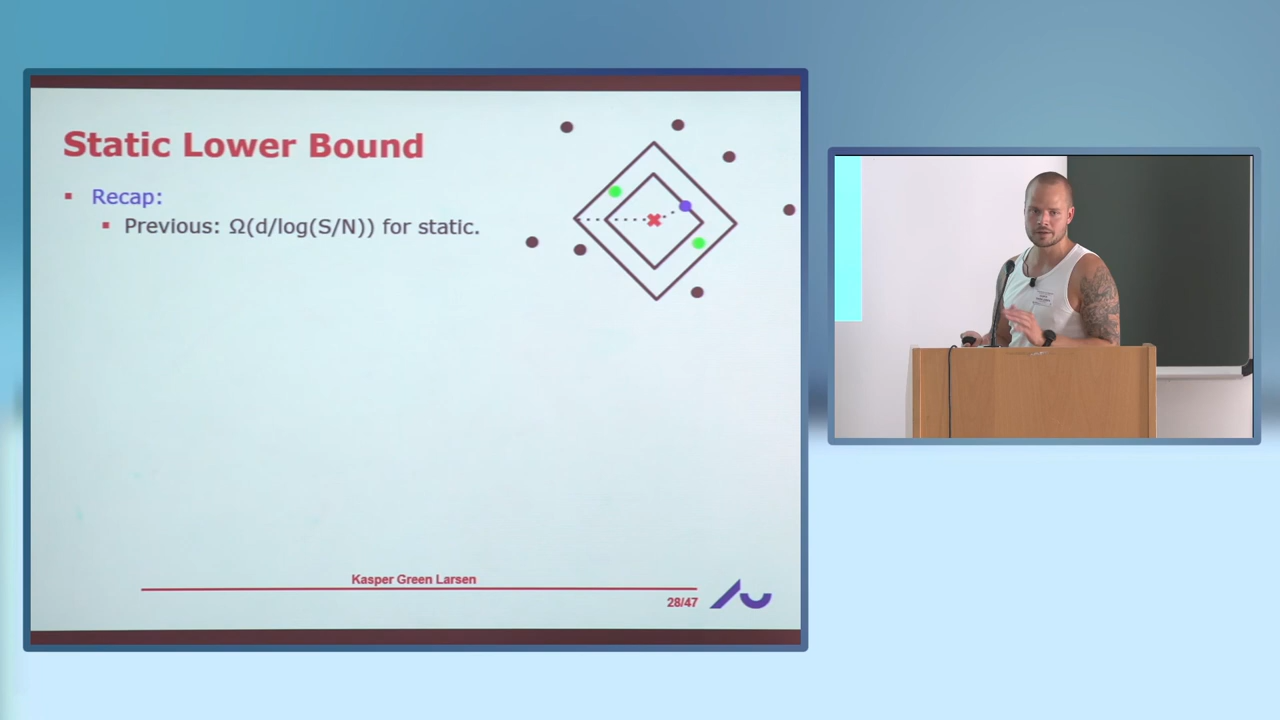 Static Lower Bound
▪ Recap:
▪ Previous: Ω(d/log(S/N)) for static.
Kasper Green Larsen
28/47